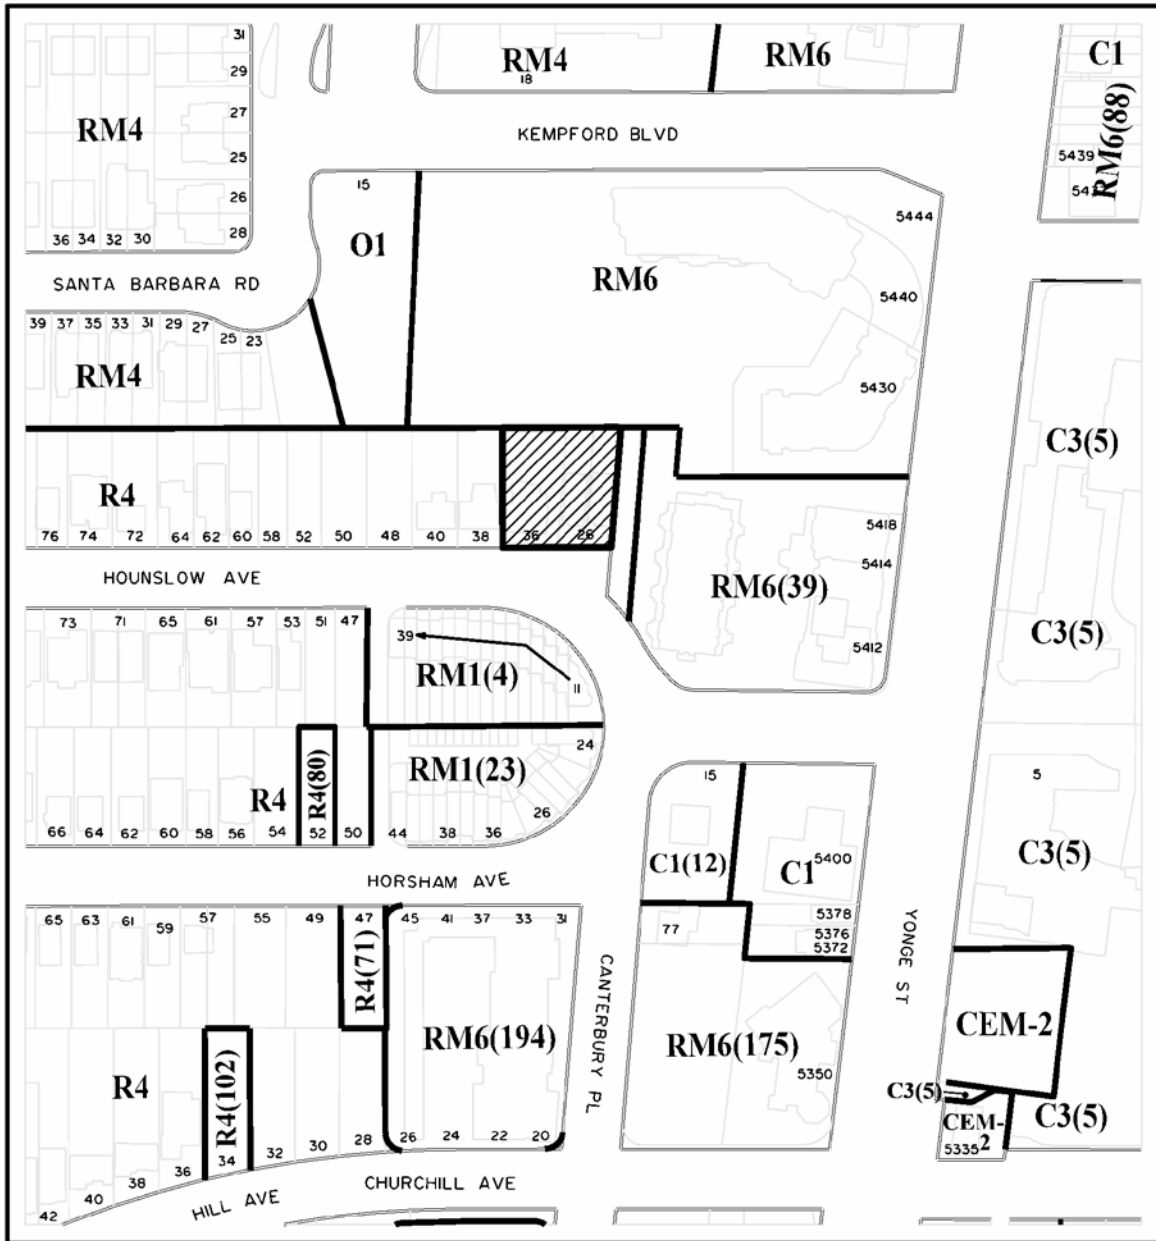 31
29
27
25
26
28
RM4
36 34 32 30
RM4
18
RM6
C1
RM6(88)
5439
KEMPFORD BLVD
15
O1
RM6
5444
5440
5430
SANTA BARBARA RD
39 37 35 33 31 29 27 25 23
RM4
C3(5)
R4
76 74 72 64 62 60 58 52 50 48 40 38 36 28
5418
5414
RM6(39)
5412
HOUNSLOW AVE
73 71 65 61 57 53 51 47
39
RM1(4)
11
C3(5)
24
RM1(23)
26
R4
R4(80)
66 64 62 60 58 56 54 52 50 44 38 36
15
C1(12)
C1
5400
5
C3(5)
HORSHAM AVE
65 63 61 59 57 55 49 47 45 41 37 33 31
R4(71)
77
5378
5376
5372
CANTERBURY PL
YONGE ST
CEM-2
RM6(194)
RM6(175)
5350
R4
R4(102)
C3(5)
CEM-
2
5335
C3(5)
42 40 38 36 34 32 30 28 26 24 22 20
HILL AVE
CHURCHILL AVE